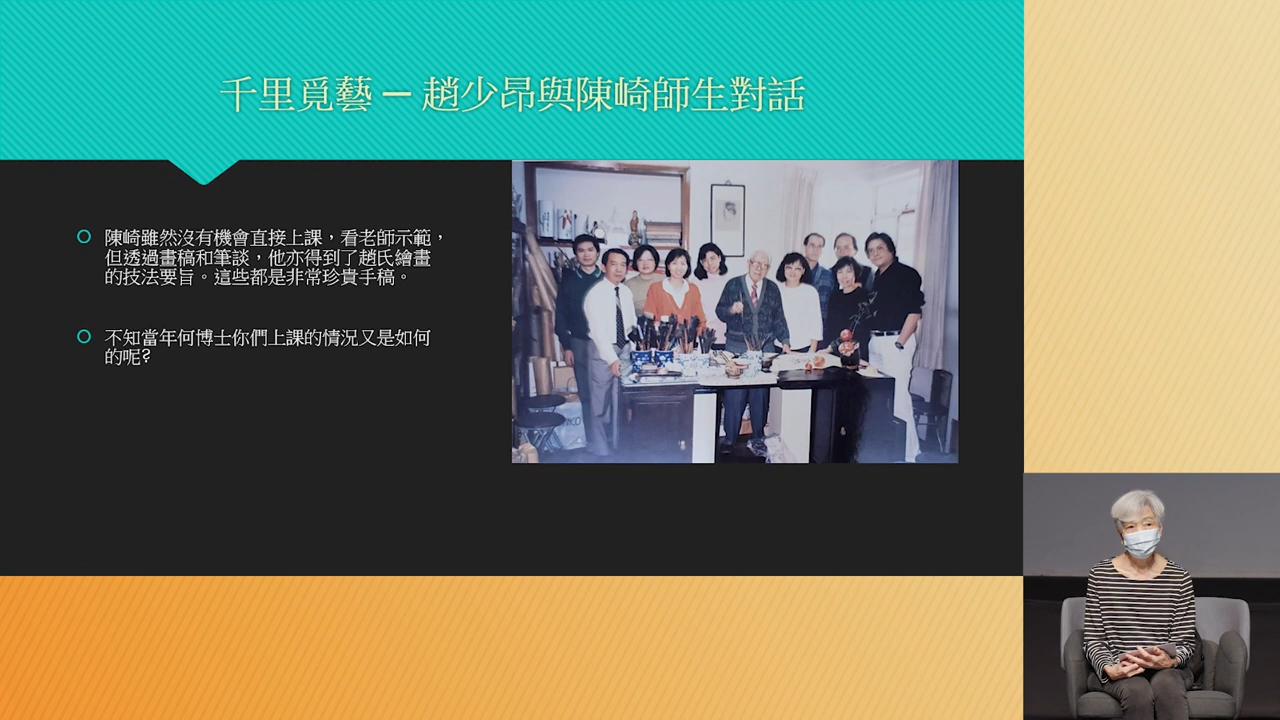 千里覓藝 — 趙少昂與陳崎師生對話
陳崎雖然沒有機會直接上課，看老師示範，
但透過畫稿和筆談，他亦得到了趙氏繪畫
的技法要旨。這些都是非常珍貴手稿。
不知當年何博士你們上課的情況又是如何
的呢?